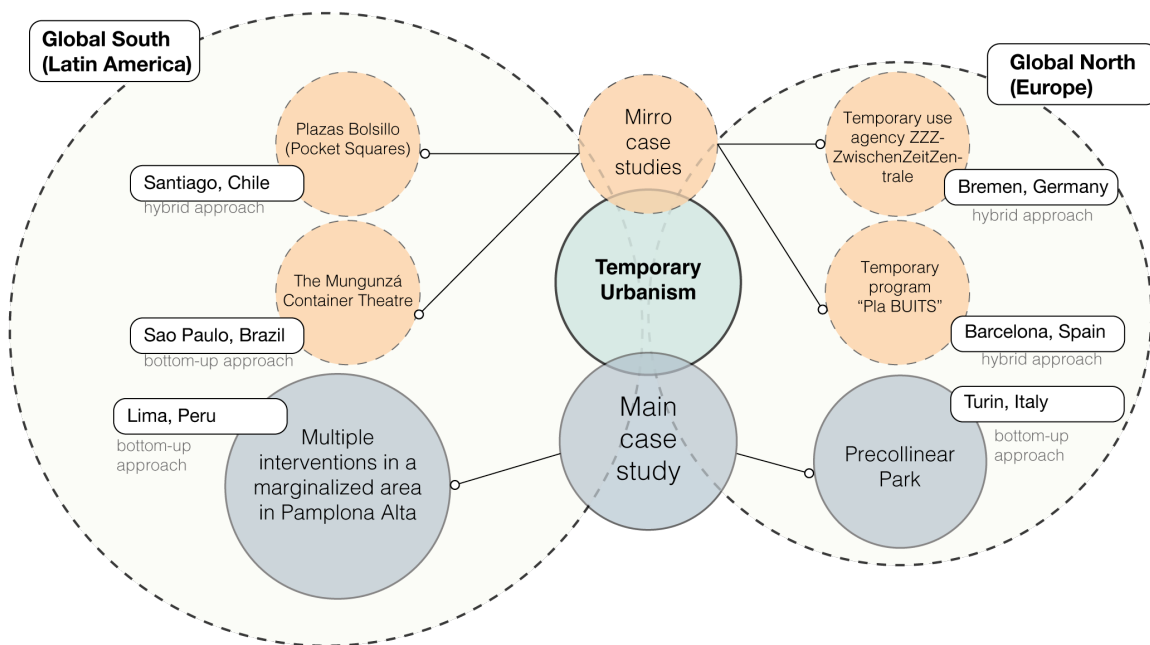 Global South
(Latin America)
Global North
(Europe)
Plazas Bolsillo
(Pocket Squares)
Santiago, Chile
hybrid approach
The Mungunzá
Container Theatre
Sao Paulo, Brazil
bottom-up approach
Lima, Peru
bottom-up
approach
Multiple
interventions in a
marginalized area
in Pamplona Alta
Mirro
case
studies
Temporary
Urbanism
Main
case
study
Temporary use
agency ZZZ-
ZwischenZeitZen-
trale
Bremen, Germany
hybrid approach
Temporary
program
“Pla BUITS”
Barcelona, Spain
hybrid approach
Turin, Italy
bottom-up
approach
Precollinear
Park